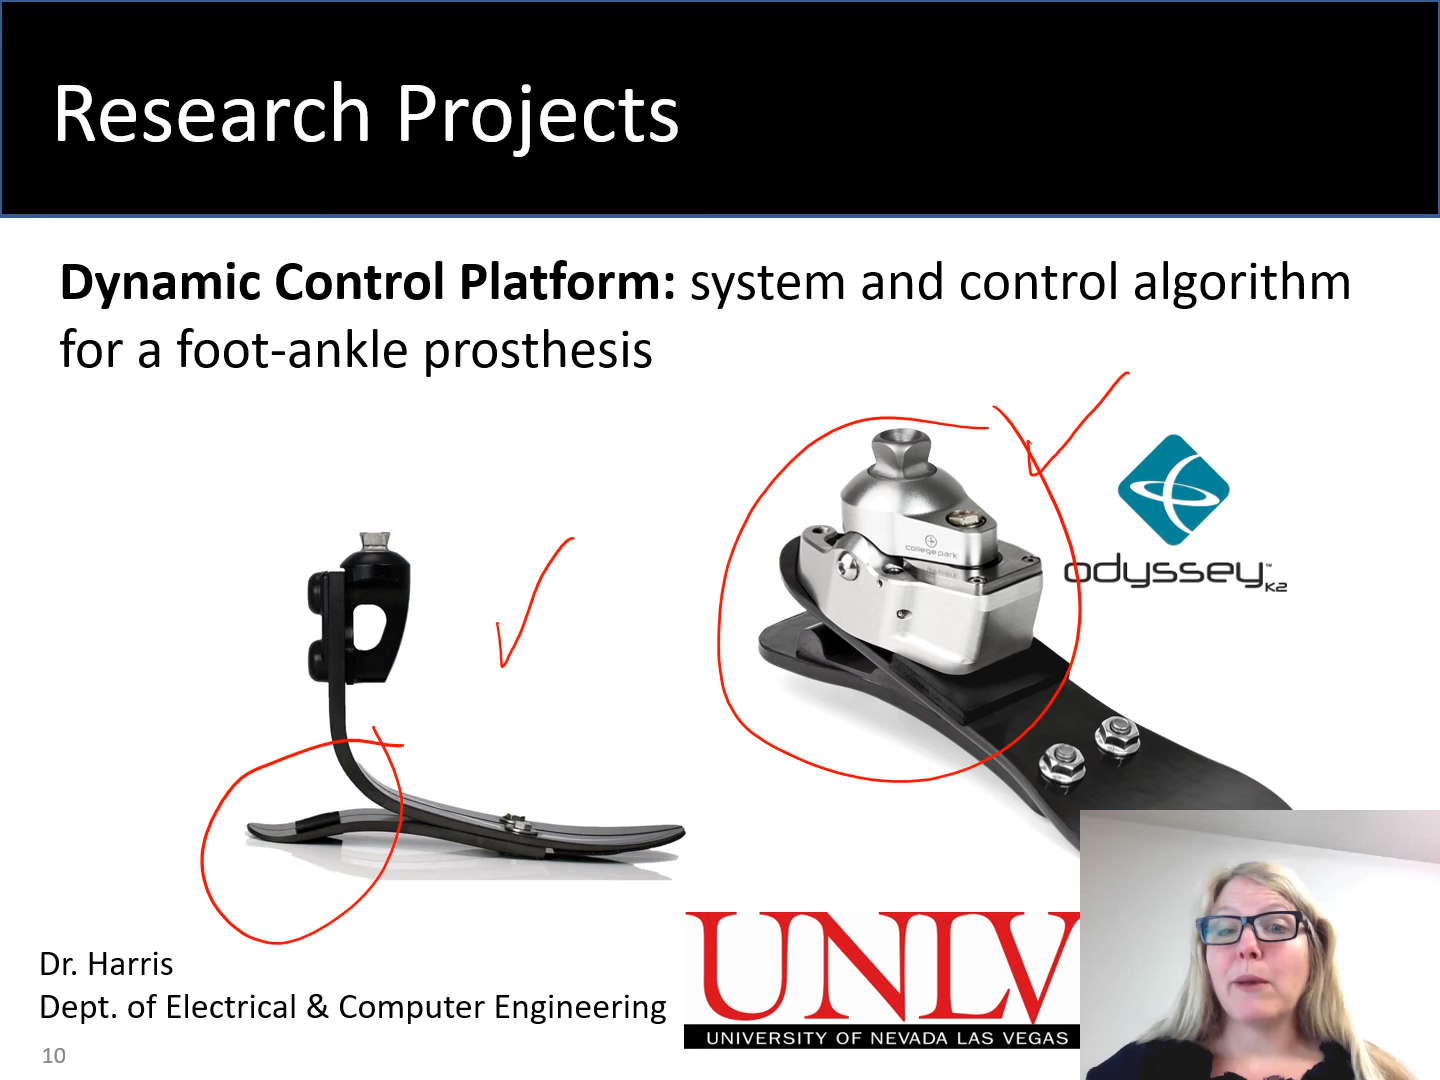 Research Projects
Dynamic Control Platform: system and control algorithm
for a foot-ankle prosthesis
college park
odyssey™ K2
Dr. Harris
Dept. of Electrical & Computer Engineering
UNLV
UNIVERSITY OF NEVADA LAS VEGAS
10